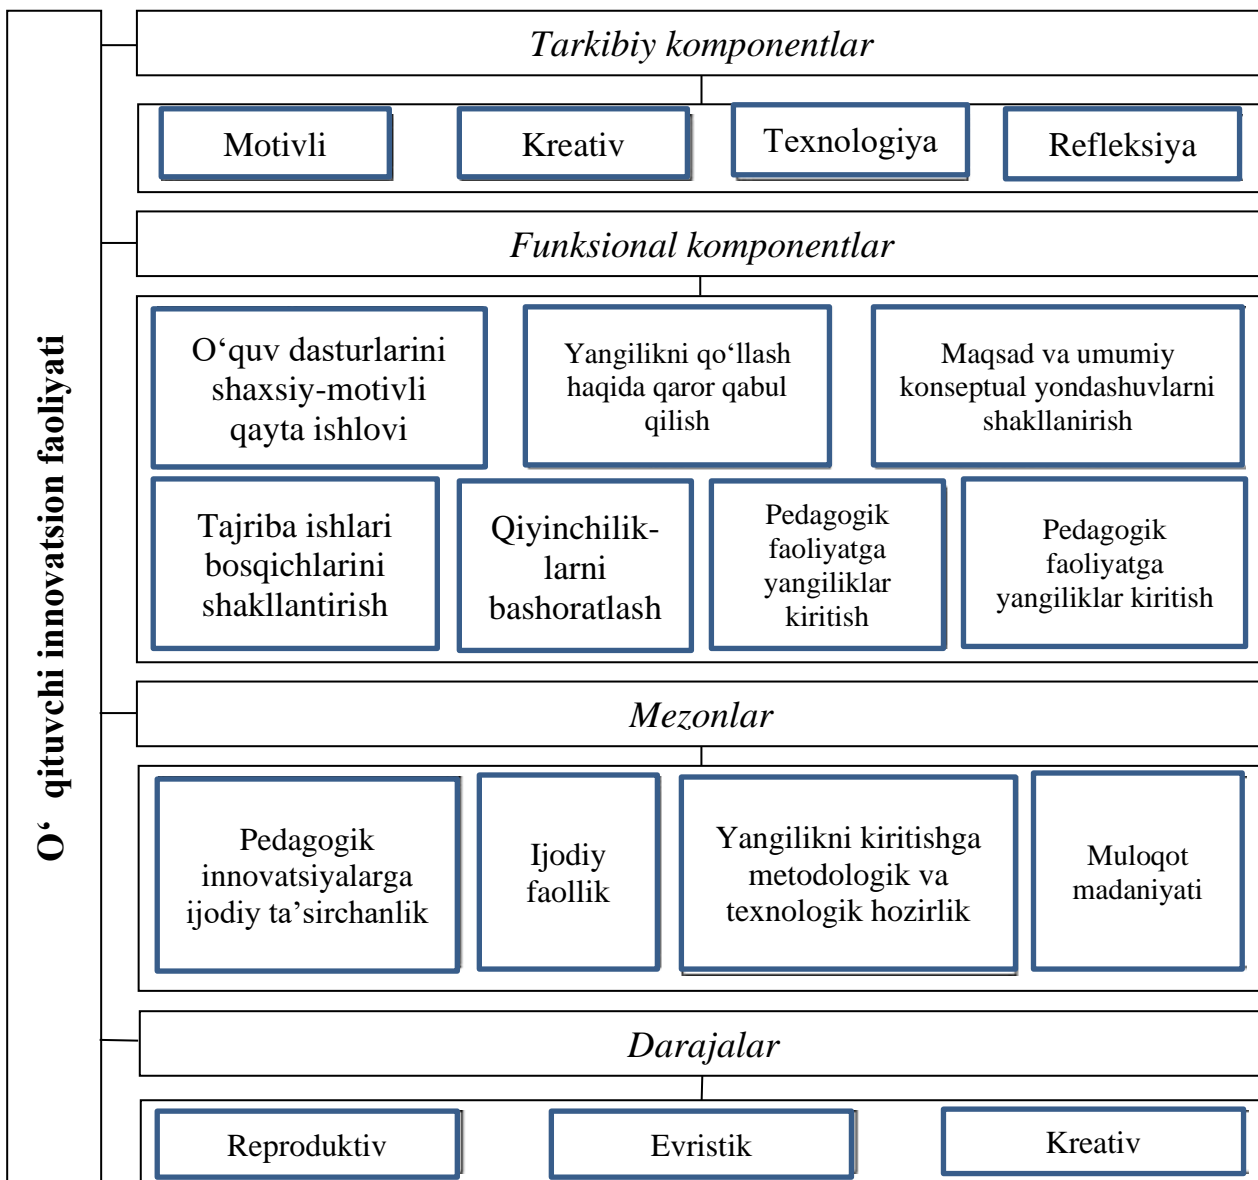 O‘ qituvchi innovatsion faoliyati
Tarkibiy komponentlar
Motivli
Kreativ
Texnologiya
Refleksiya
Funksional komponentlar
O‘quv dasturlarini
shaxsiy-motivli
qayta ishlovi
Yangilikni qo‘llash
haqida qaror qabul
qilish
Maqsad va umumiy
konseptual yondashuvlarni
shakllanirish
Tajriba ishlari
bosqichlarini
shakllantirish
Qiyinchilik-
larni
bashoratlash
Pedagogik
faoliyatga
yangiliklar
kiritish
Pedagogik
faoliyatga
yangiliklar kiritish
Mezonlar
Pedagogik
innovatsiyalarga
ijodiy ta’sirchanlik
Ijodiy
faollik
Yangilikni kiritishga
metodologik va
texnologik hozirlik
Muloqot
madaniyati
Darajalar
Reproduktiv
Evristik
Kreativ